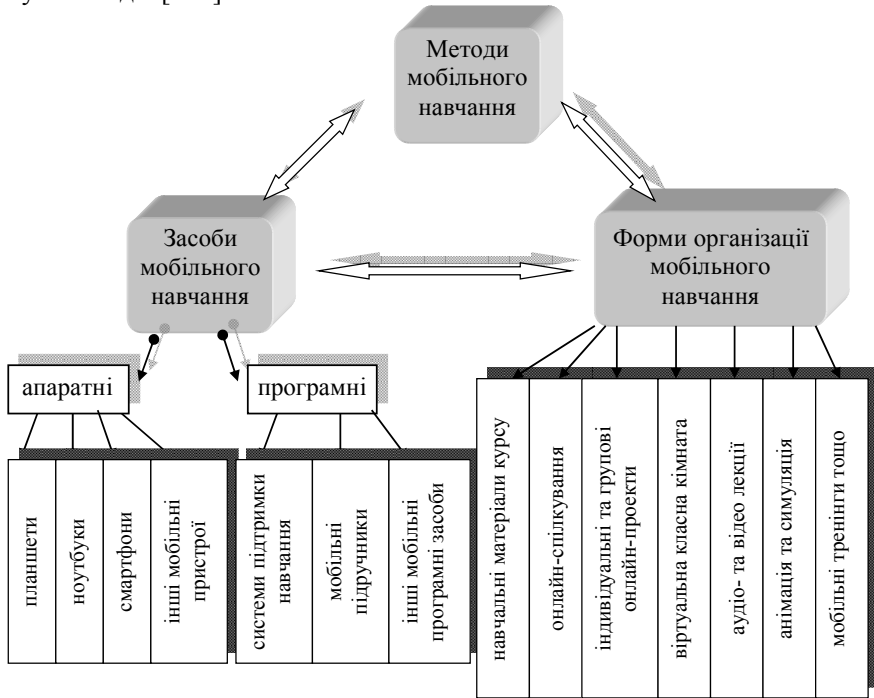 Методи
мобільного
навчання
Засоби
мобільного
навчання
Форми організації
мобільного
навчання
апаратні
програмні
планшети
ноутбуки
смартфони
інші мобільні
пристрої
системи підтримки
навчання
мобільні
підручники
інші мобільні
програмні засоби
навчальні матеріали курсу
онлайн-спілкування
індивідуальні та групові
онлайн-проекти
віртуальна класна кімната
аудіо- та відео лекції
анімація та симуляція
мобільні тренінги тощо